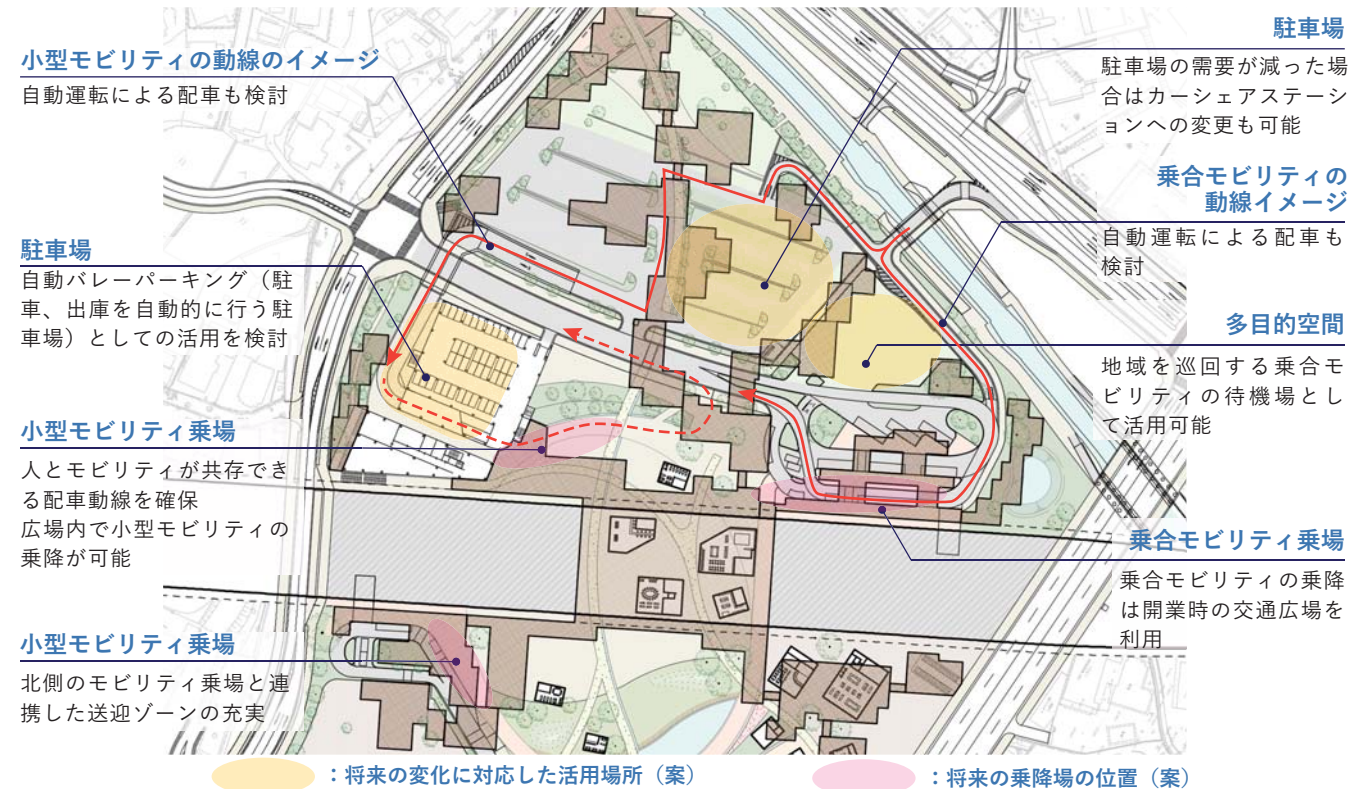 小型モビリティの動線のイメージ
自動運転による配車も検討
駐車場
自動バレーパーキング（駐
車、出庫を自動的に行う駐
車場）としての活用を検討
小型モビリティ乗場
人とモビリティが共存でき
る配車動線を確保
広場内で小型モビリティの
乗降が可能
小型モビリティ乗場
北側のモビリティ乗場と連
携した送迎ゾーンの充実
駐車場
駐車場の需要が減った場
合はカーシェアステーシ
ョンへの変更も可能
乗合モビリティの
動線イメージ
自動運転による配車も
検討
多目的空間
地域を巡回する乗合モ
ビリティの待機場とし
て活用可能
乗合モビリティ乗場
乗合モビリティの乗降
は開業時の交通広場を
利用
：将来の変化に対応した活用場所（案）
：将来の乗降場の位置（案）